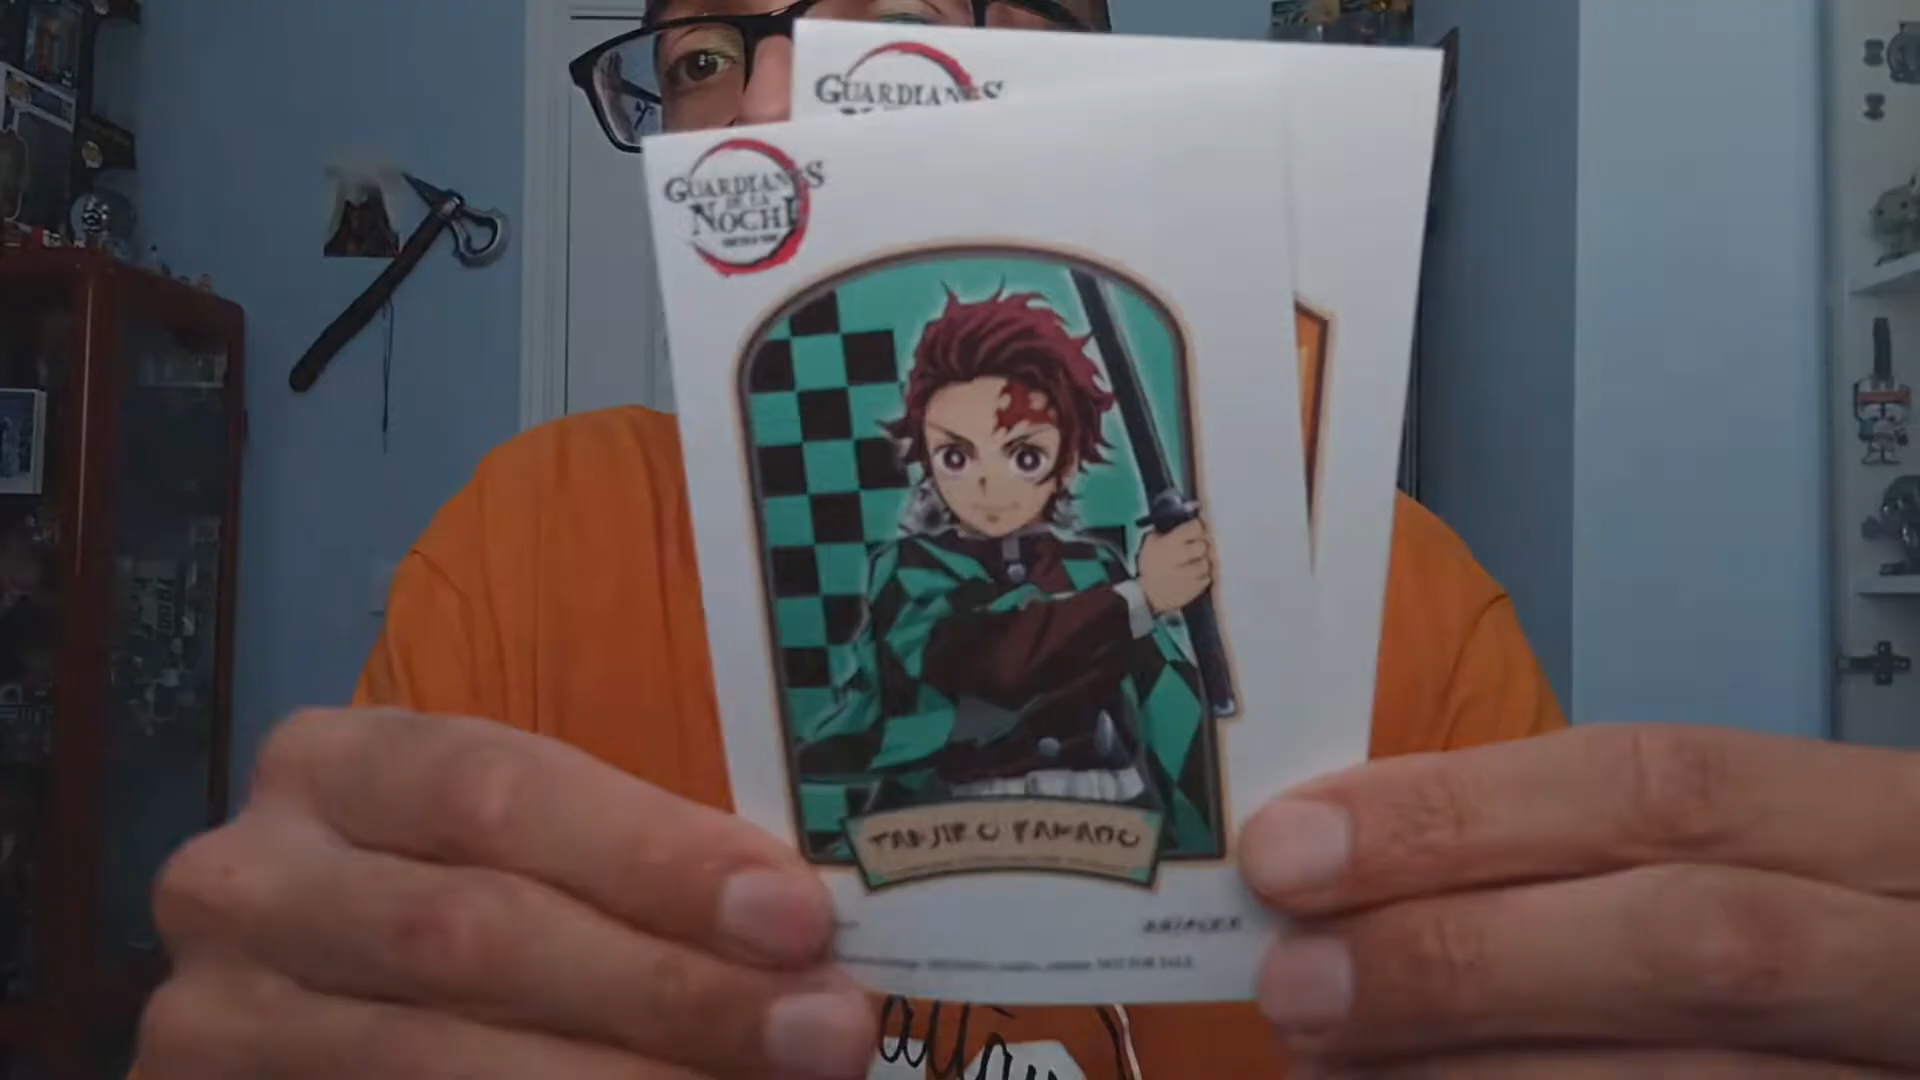 GUARDIANES
GUARDIANES
DE LA
NOCHE
TANJIRO KAMADO
ANIPLEX
NOT FOR SALE